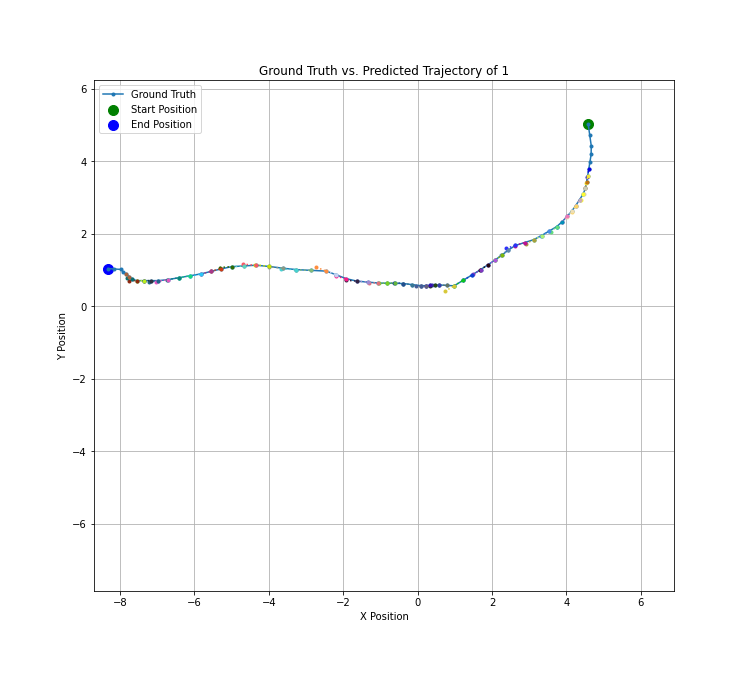 Ground Truth vs. Predicted Trajectory of 1
Ground Truth
Start Position
End Position
6
4
2
0
−2
−4
−6
Y Position
−8 −6 −4 −2 0 2 4 6
X Position